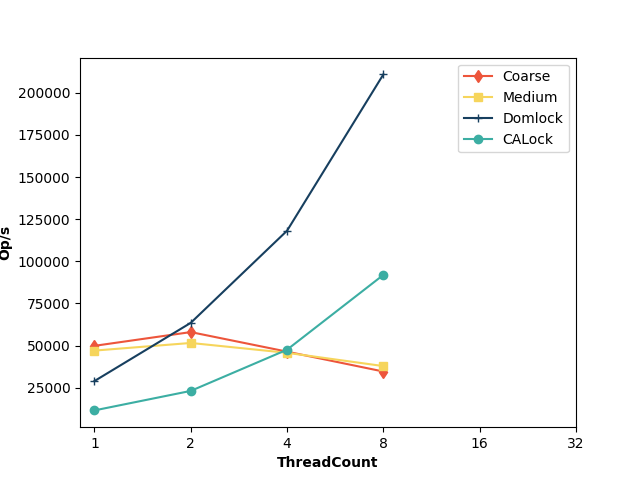 Coarse
Medium
Domlock
CALock
200000
175000
150000
125000
100000
75000
50000
25000
Op/s
1 2 4 8 16 32
ThreadCount